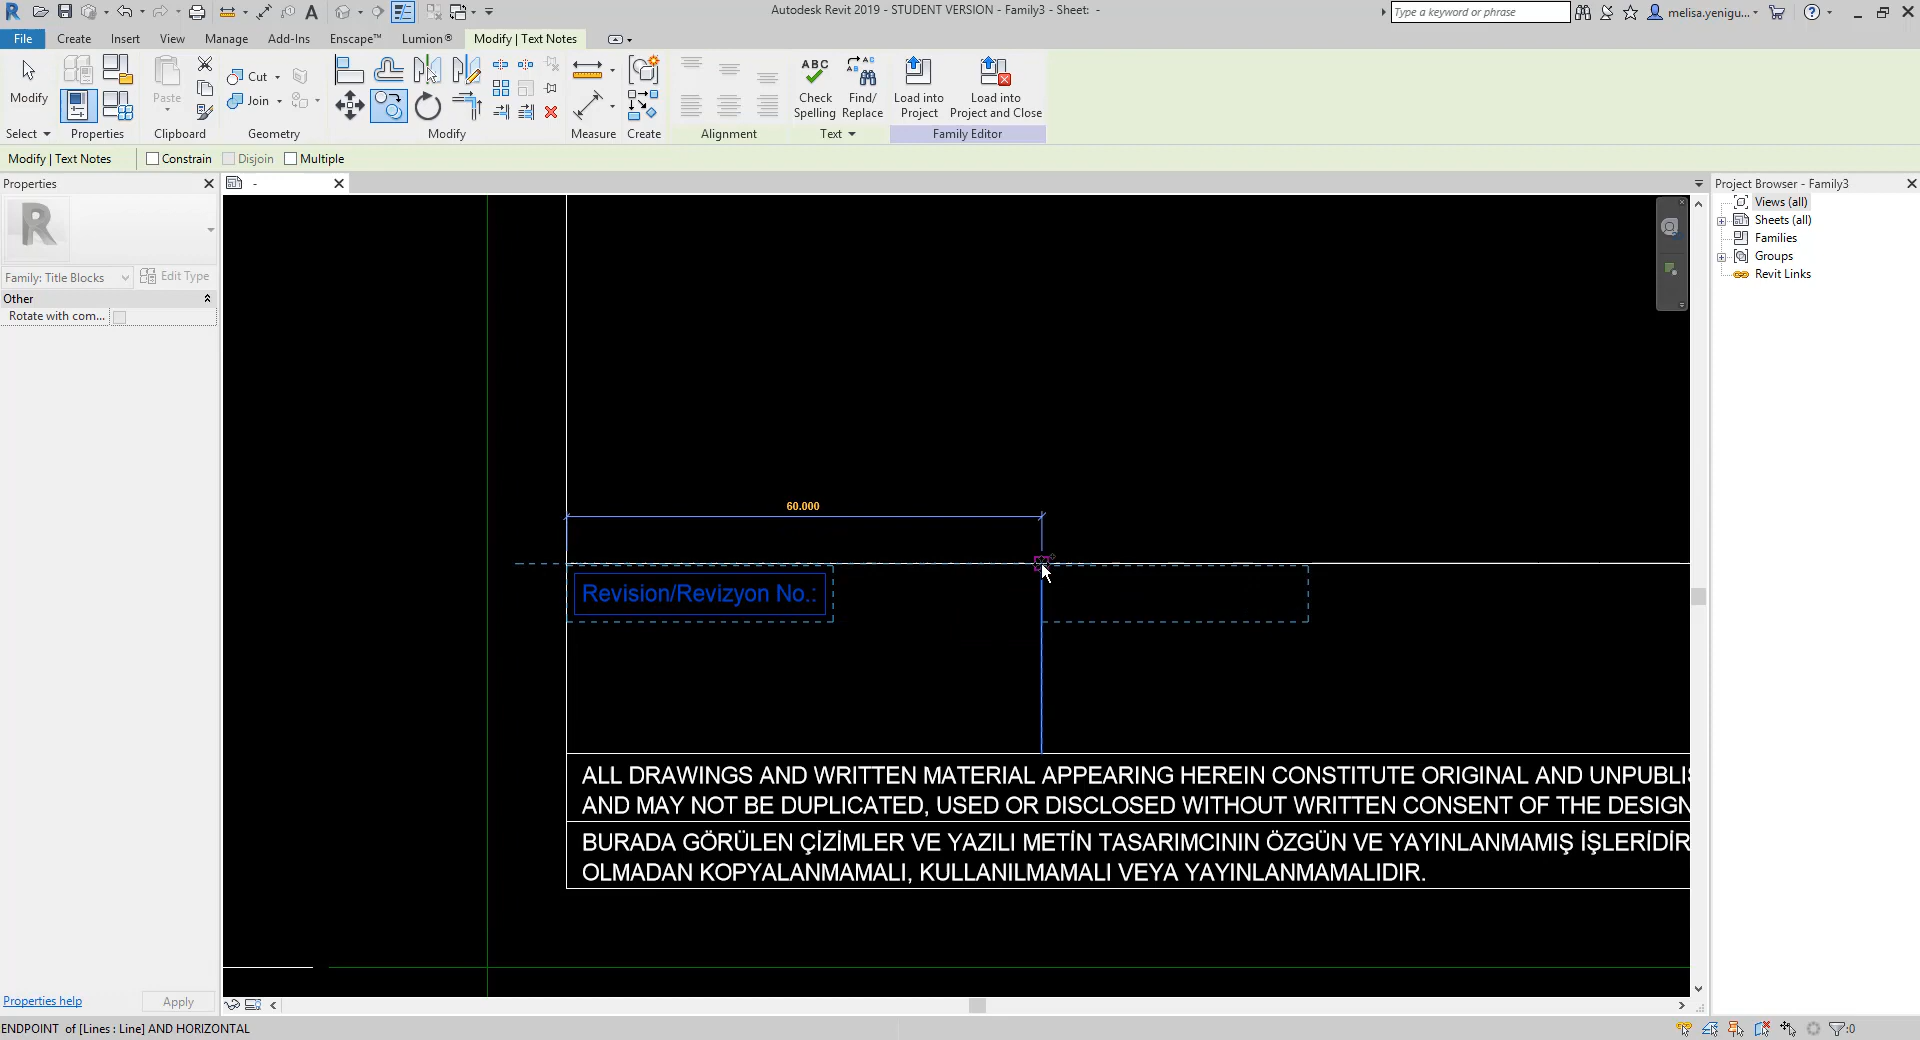 Autodesk Revit 2019 - STUDENT VERSION - Family3 - Sheet: -
Type a keyword or phrase
melisa.yenigu...
File Create Insert Annotate View Manage Add-Ins Enscape™ Lumion® Modify | Text Notes
Modify
Paste
Cut
Join
Check Spelling
Find/ Replace
Load into Project
Load into Project and Close
Select Properties Clipboard Geometry Modify Measure Create Alignment Text Family Editor
Modify | Text Notes Constrain Disjoin Multiple
Properties
-
Project Browser - Family3
Views (all)
Sheets (all)
Families
Groups
Revit Links
Family: Title Blocks
Edit Type
Other
Rotate with com...
60.000
Revision/Revizyon No.:
ALL DRAWINGS AND WRITTEN MATERIAL APPEARING HEREIN CONSTITUTE ORIGINAL AND UNPUBLIS
AND MAY NOT BE DUPLICATED, USED OR DISCLOSED WITHOUT WRITTEN CONSENT OF THE DESIGN
BURADA GÖRÜLEN ÇİZİMLER VE YAZILI METİN TASARIMCININ ÖZGÜN VE YAYINLANMAMIŞ İŞLERİDİR
OLMADAN KOPYALANMAMALI, KULLANILMAMALI VEYA YAYINLANMAMALIDIR.
Properties help
Apply
ENDPOINT of [Lines : Line] AND HORIZONTAL
:0